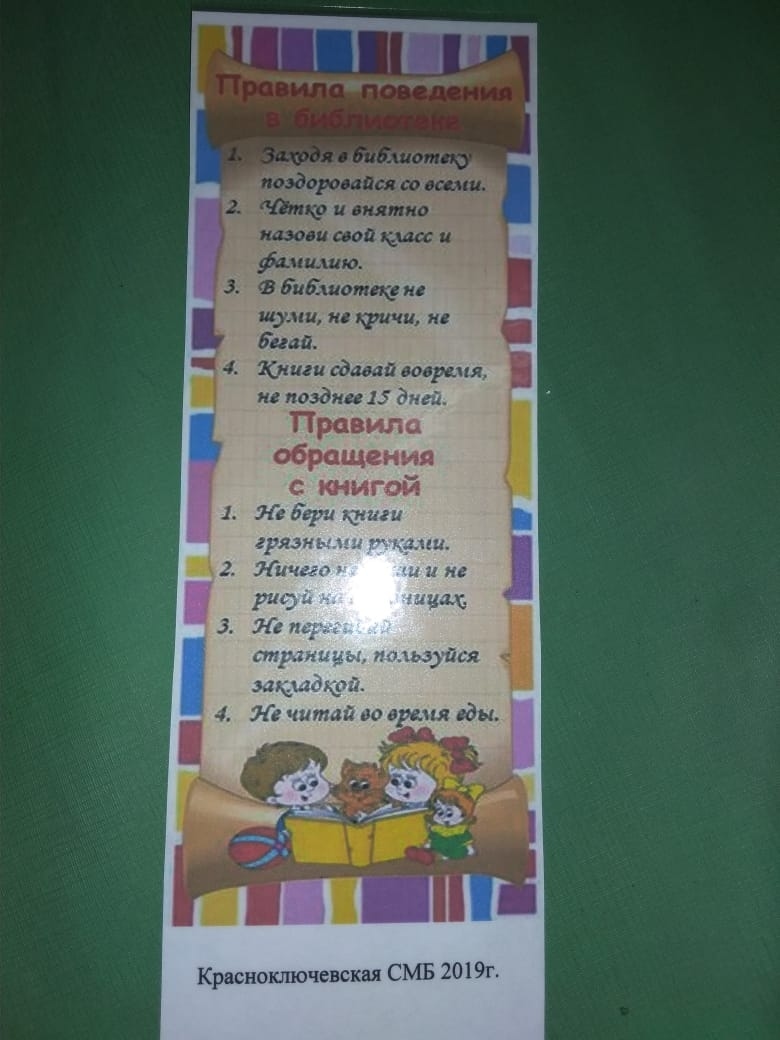 Правила поведения
в библиотеке
1. Заходя в библиотеку
поздоровайся со всеми.
2. Чётко и внятно
назови свой класс и
фамилию.
3. В библиотеке не
шуми, не кричи, не
бегай.
4. Книги сдавай вовремя,
не позднее 15 дней.
Правила
обращения
с книгой
1. Не бери книги
грязными руками.
2. Ничего и не
рисуй на
3. Не перегибай
страницы, пользуйся
закладкой.
4. Не читай во время еды.
Красноключевская СМБ 2019г.